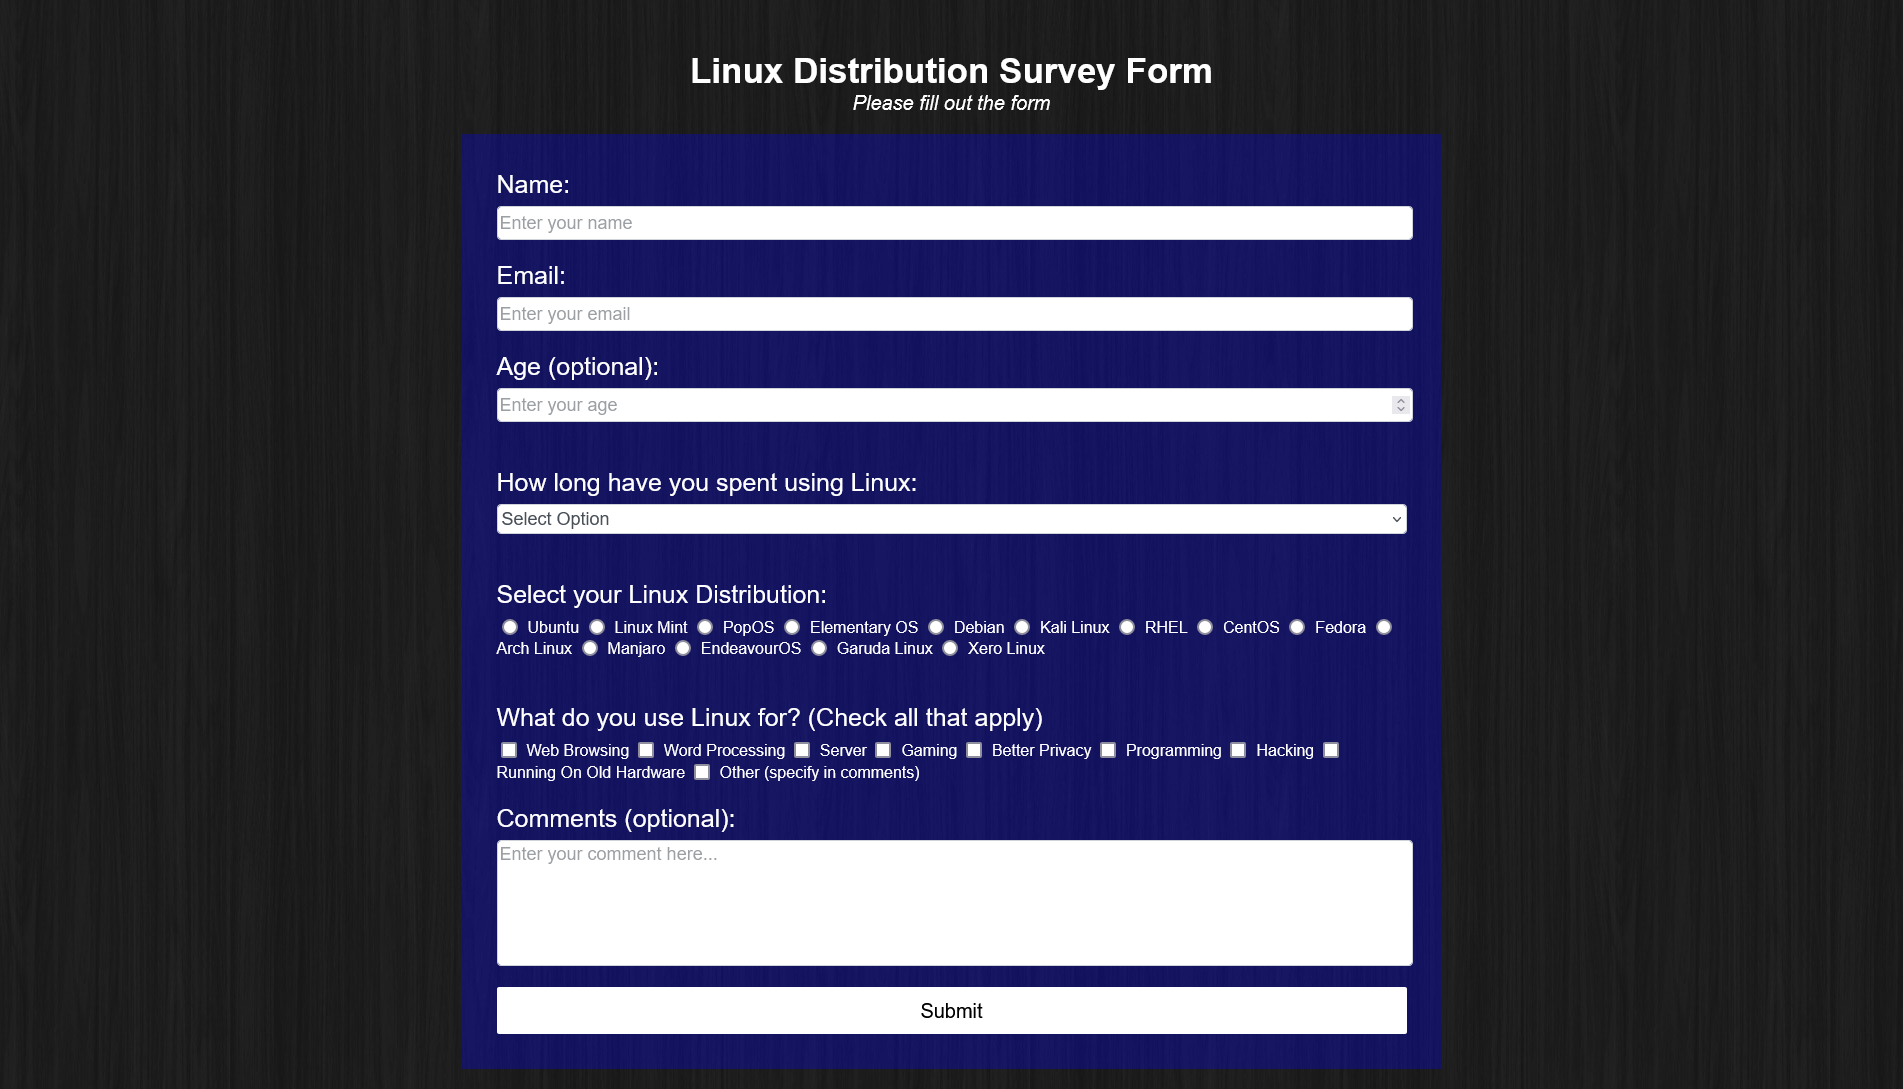 Linux Distribution Survey Form
Please fill out the form
Name:
Enter your name
Email:
Enter your email
Age (optional):
Enter your age
How long have you spent using Linux:
Select Option
Select your Linux Distribution:
Ubuntu Linux Mint PopOS Elementary OS Debian Kali Linux RHEL CentOS Fedora
Arch Linux Manjaro EndeavourOS Garuda Linux Xero Linux
What do you use Linux for? (Check all that apply)
Web Browsing Word Processing Server Gaming Better Privacy Programming Hacking
Running On Old Hardware Other (specify in comments)
Comments (optional):
Enter your comment here...
Submit